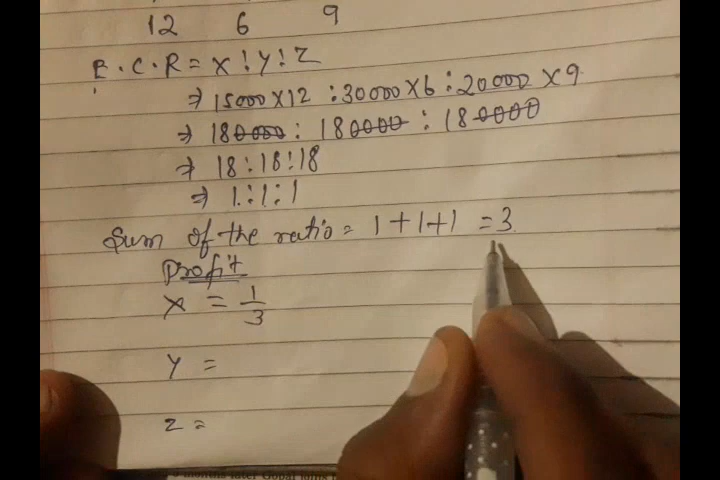 12 6 9
E.C.R = X : Y : Z
⇒ 15000 X 12 : 30000 X 6 : 20000 X 9
⇒ 180000 : 180000 : 180000
⇒ 18 : 18 : 18
⇒ 1 : 1 : 1
Sum of the ratio = 1 + 1 + 1 = 3
Profit
X = 1/3
Y =
Z =